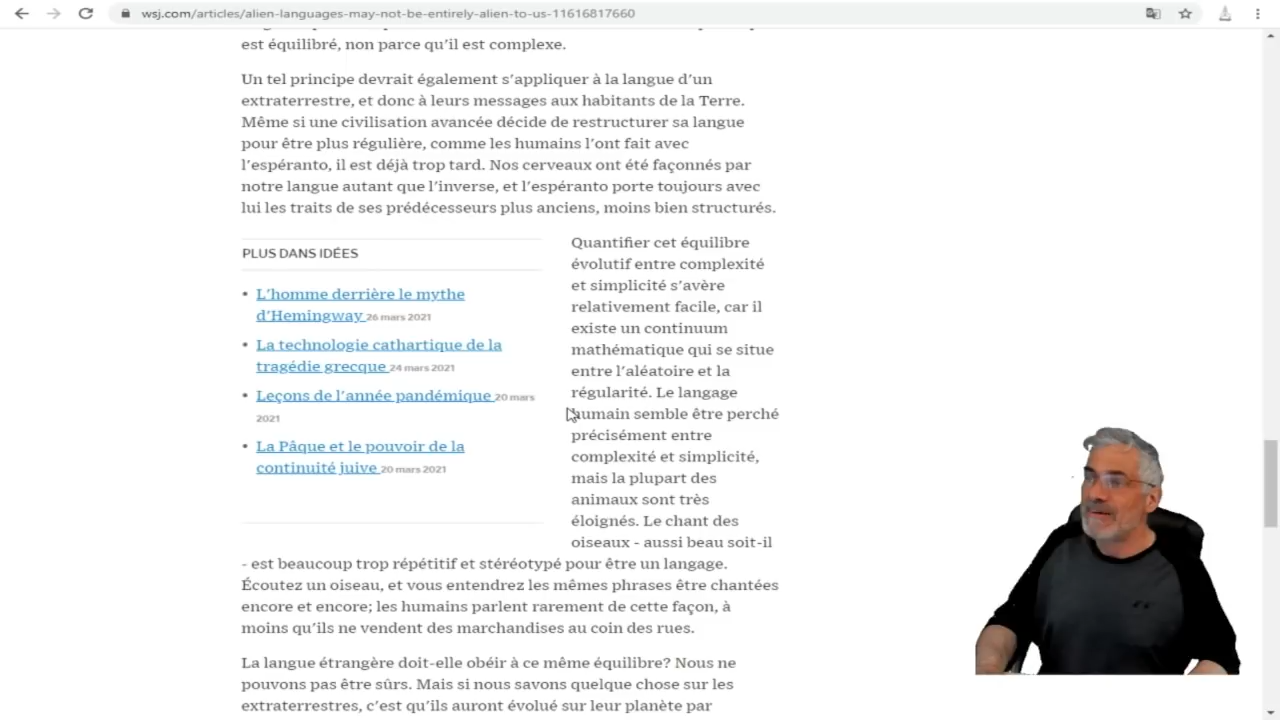 wsj.com/articles/alien-languages-may-not-be-entirely-alien-to-us-11616817660
est équilibré, non parce qu'il est complexe.
Un tel principe devrait également s'appliquer à la langue d'un
extraterrestre, et donc à leurs messages aux habitants de la Terre.
Même si une civilisation avancée décide de restructurer sa langue
pour être plus régulière, comme les humains l'ont fait avec
l'espéranto, il est déjà trop tard. Nos cerveaux ont été façonnés par
notre langue autant que l'inverse, et l'espéranto porte toujours avec
lui les traits de ses prédécesseurs plus anciens, moins bien structurés.
PLUS DANS IDÉES
• L'homme derrière le mythe
d'Hemingway 26 mars 2021
• La technologie cathartique de la
tragédie grecque 24 mars 2021
• Leçons de l'année pandémique 20 mars
2021
• La Pâque et le pouvoir de la
continuité juive 20 mars 2021
Quantifier cet équilibre
évolutif entre complexité
et simplicité s'avère
relativement facile, car il
existe un continuum
mathématique qui se situe
entre l'aléatoire et la
régularité. Le langage
humain semble être perché
précisément entre
complexité et simplicité,
mais la plupart des
animaux sont très
éloignés. Le chant des
oiseaux - aussi beau soit-il
- est beaucoup trop répétitif et stéréotypé pour être un langage.
Écoutez un oiseau, et vous entendrez les mêmes phrases être chantées
encore et encore; les humains parlent rarement de cette façon, à
moins qu'ils ne vendent des marchandises au coin des rues.
La langue étrangère doit-elle obéir à ce même équilibre? Nous ne
pouvons pas être sûrs. Mais si nous savons quelque chose sur les
extraterrestres, c'est qu'ils auront évolué sur leur planète par